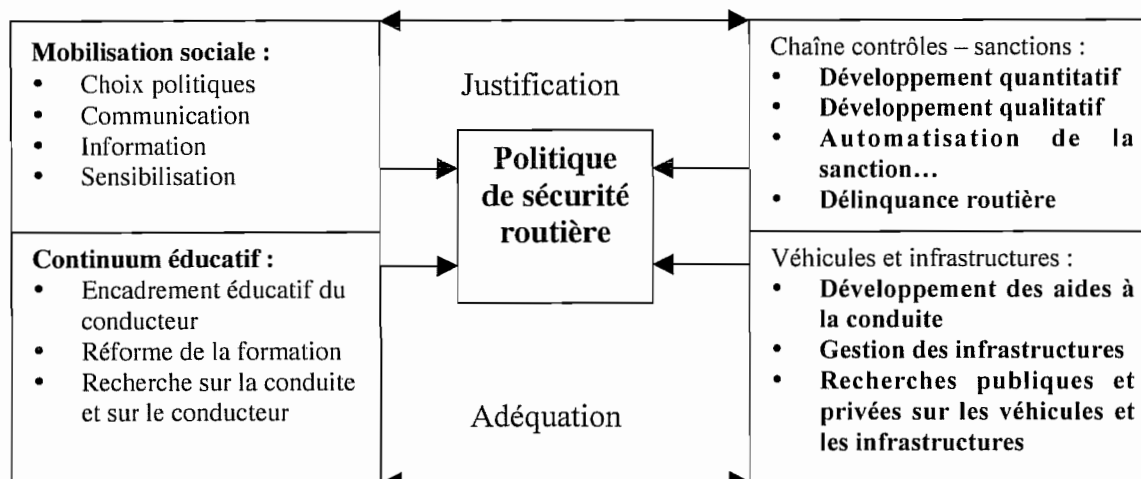 Mobilisation sociale :
• Choix politiques
• Communication
• Information
• Sensibilisation
Continuum éducatif :
• Encadrement éducatif du
conducteur
• Réforme de la formation
• Recherche sur la conduite
et sur le conducteur
Justification
Politique
de sécurité
routière
Adéquation
Chaîne contrôles – sanctions :
• Développement quantitatif
• Développement qualitatif
• Automatisation de la
sanction...
• Délinquance routière
Véhicules et infrastructures :
• Développement des aides à
la conduite
• Gestion des infrastructures
• Recherches publiques et
privées sur les véhicules et
les infrastructures